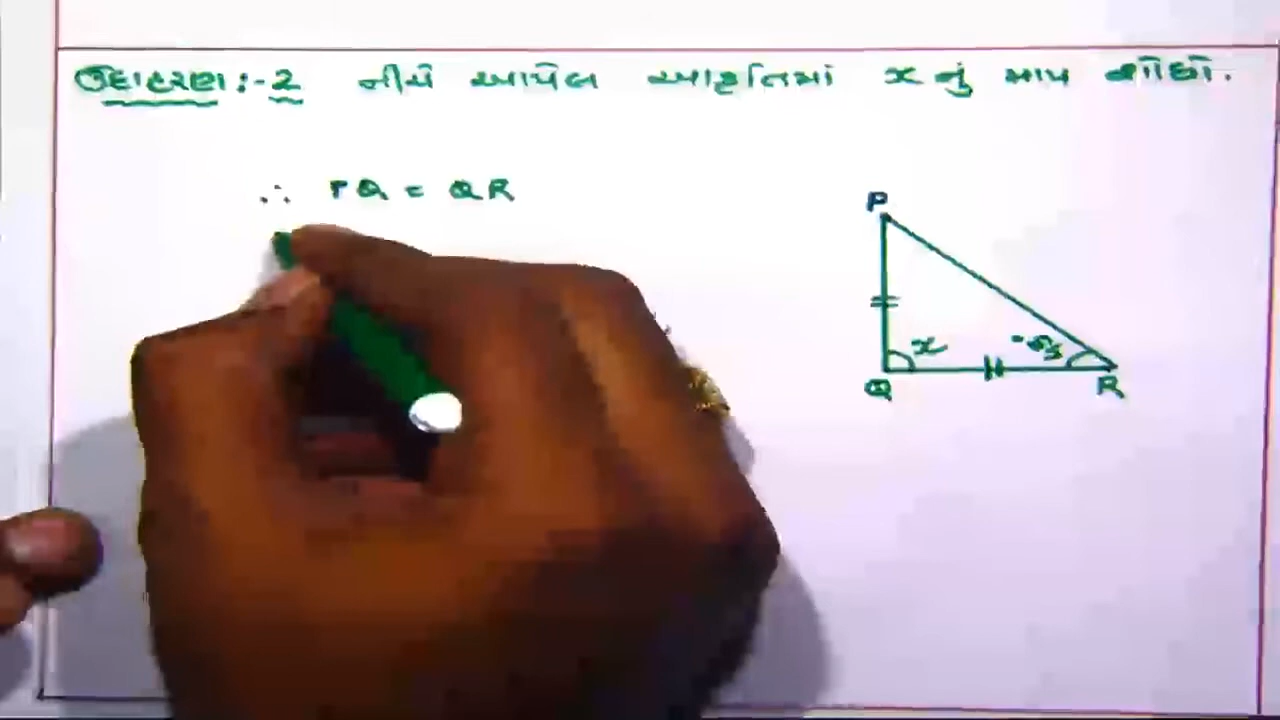 ઉદાહરણ :- 2 નીચે આપેલ આકૃતિમાં x નું માપ શોધો.
∴ PQ = QR
P
x
Q
R